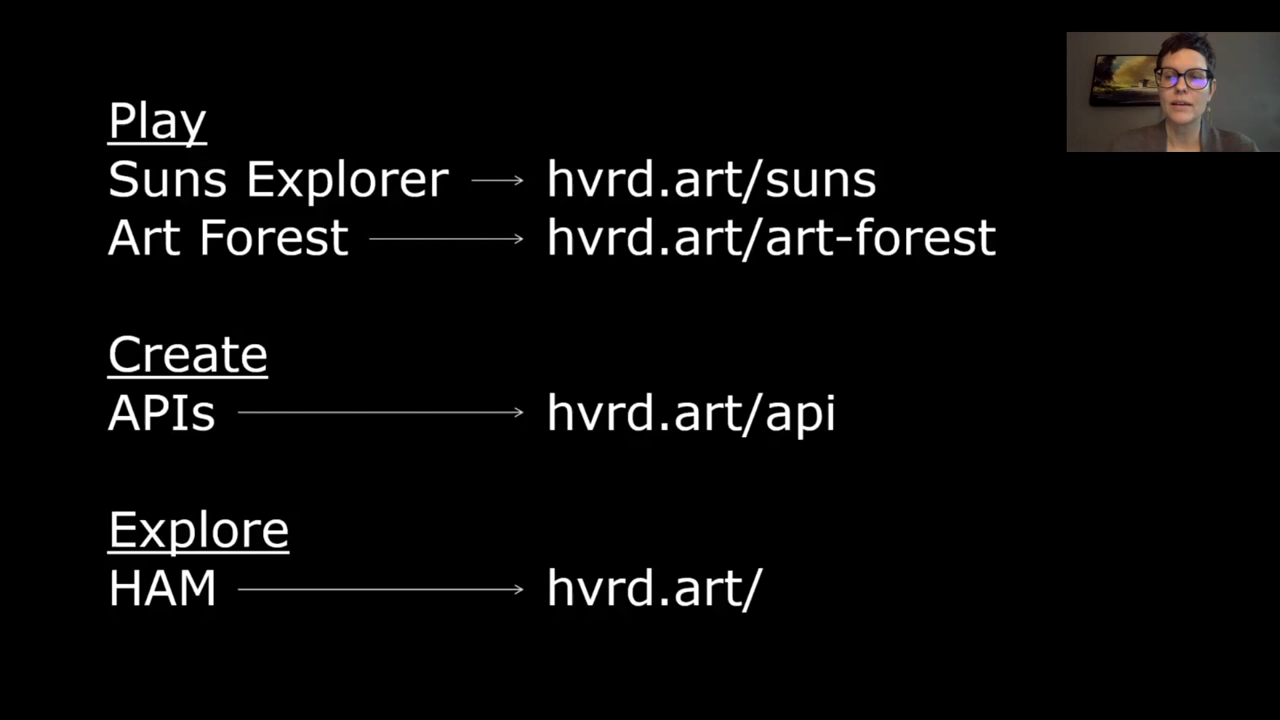 Play
Suns Explorer → hvrd.art/suns
Art Forest → hvrd.art/art-forest
Create
APIs → hvrd.art/api
Explore
HAM → hvrd.art/